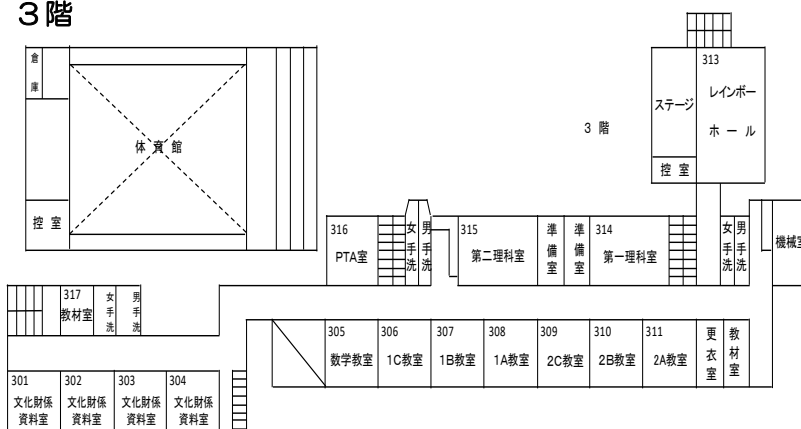 3階
倉庫
体育館
控室
3階
313
レインボー
ホール
ステージ
控室
316
PTA室
女手洗
男手洗
315
第二理科室
準備室
準備室
314
第一理科室
女手洗
男手洗
機械室
317
教材室
女手洗
男手洗
305
数学教室
306
1C教室
307
1B教室
308
1A教室
309
2C教室
310
2B教室
311
2A教室
更衣室
教材室
301
文化財係
資料室
302
文化財係
資料室
303
文化財係
資料室
304
文化財係
資料室